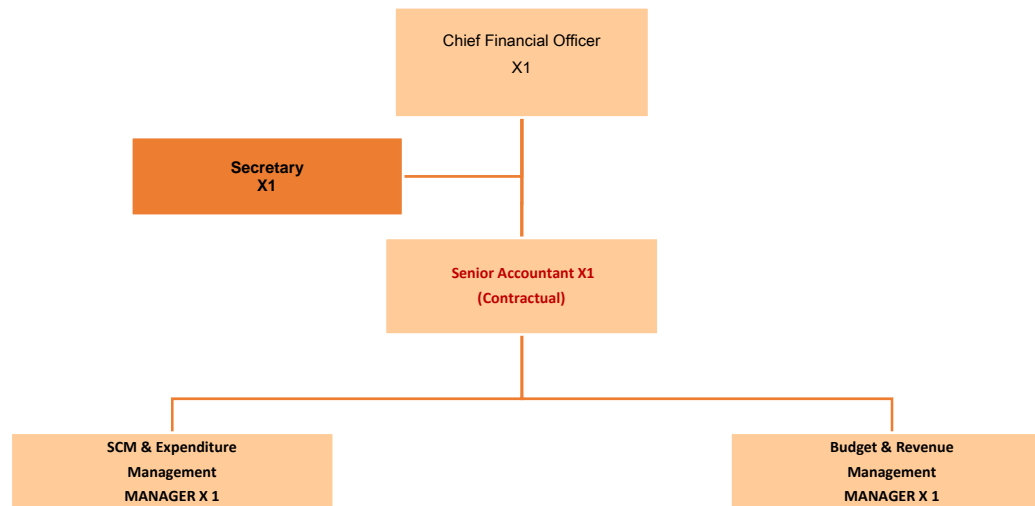 Chief Financial Officer
X1
Secretary
X1
Senior Accountant X1
(Contractual)
SCM & Expenditure
Management
MANAGER X 1
Budget & Revenue
Management
MANAGER X 1